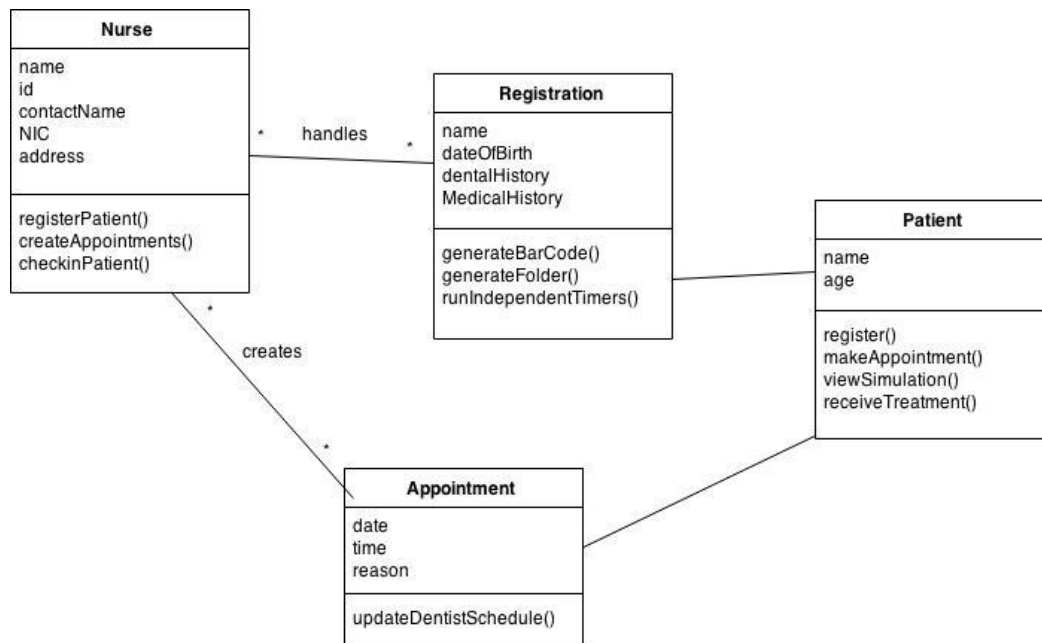 Nurse
name
id
contactName
NIC
address
registerPatient()
createAppointments()
checkinPatient()
* handles *
Registration
name
dateOfBirth
dentalHistory
MedicalHistory
generateBarCode()
generateFolder()
runIndependentTimers()
Patient
name
age
register()
makeAppointment()
viewSimulation()
receiveTreatment()
*
creates
*
Appointment
date
time
reason
updateDentistSchedule()